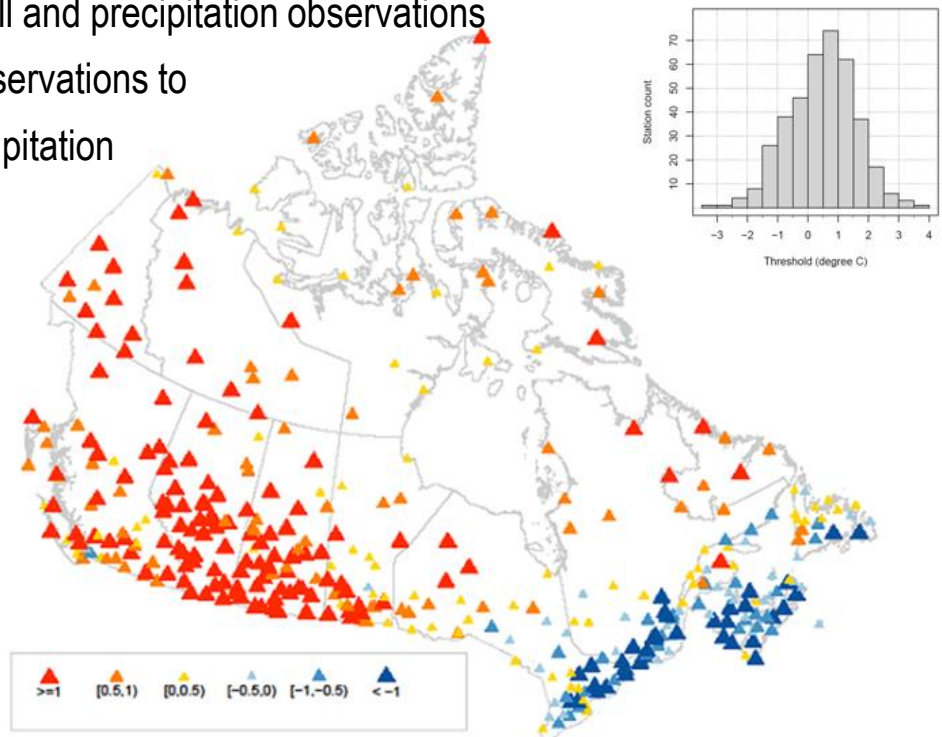 ll and precipitation observations
servations to
pitation
Station count
70
60
50
40
30
20
10
−3 −2 −1 0 1 2 3 4
Threshold (degree C)
>=1 [0.5,1) [0,0.5) [−0.5,0) [−1,−0.5) < −1